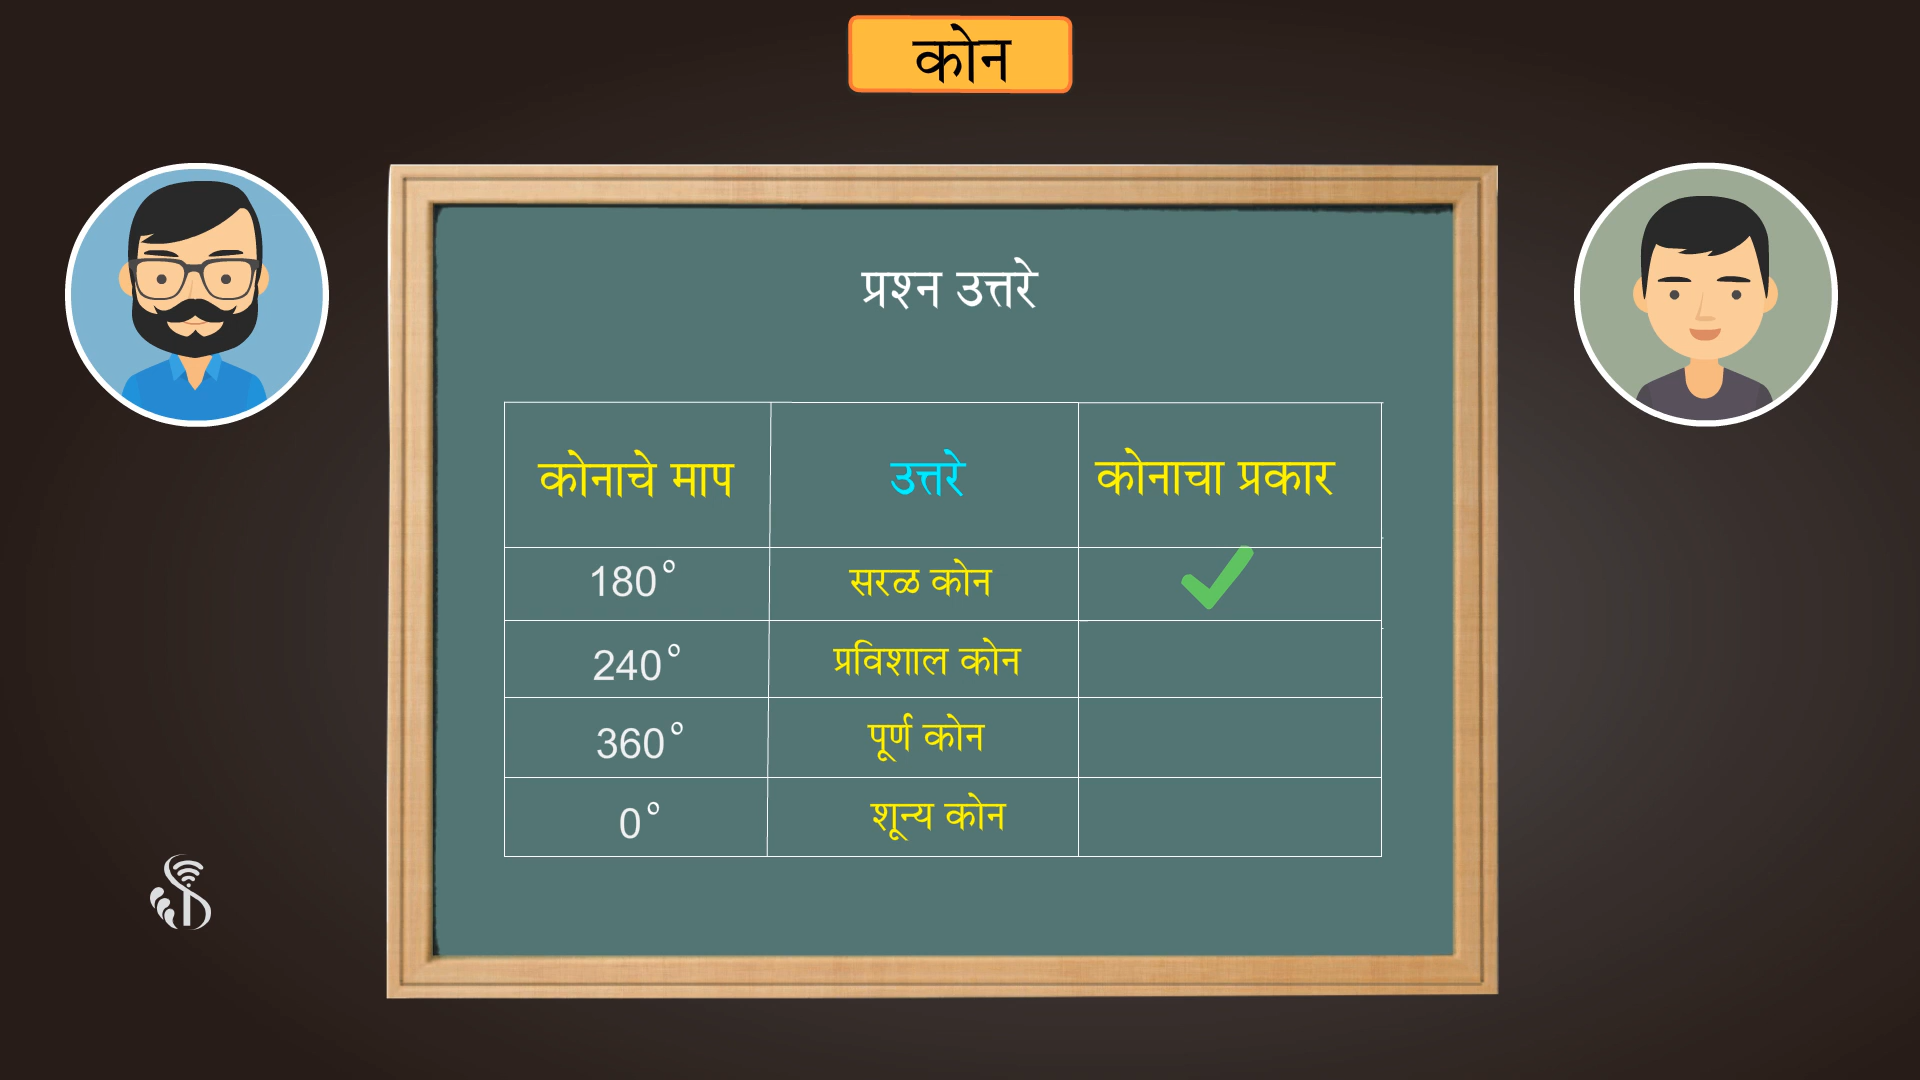 कोन
प्रश्न उत्तरे
कोनाचे माप उत्तरे कोनाचा प्रकार
180° सरळ कोन
240° प्रविशाल कोन
360° पूर्ण कोन
0° शून्य कोन